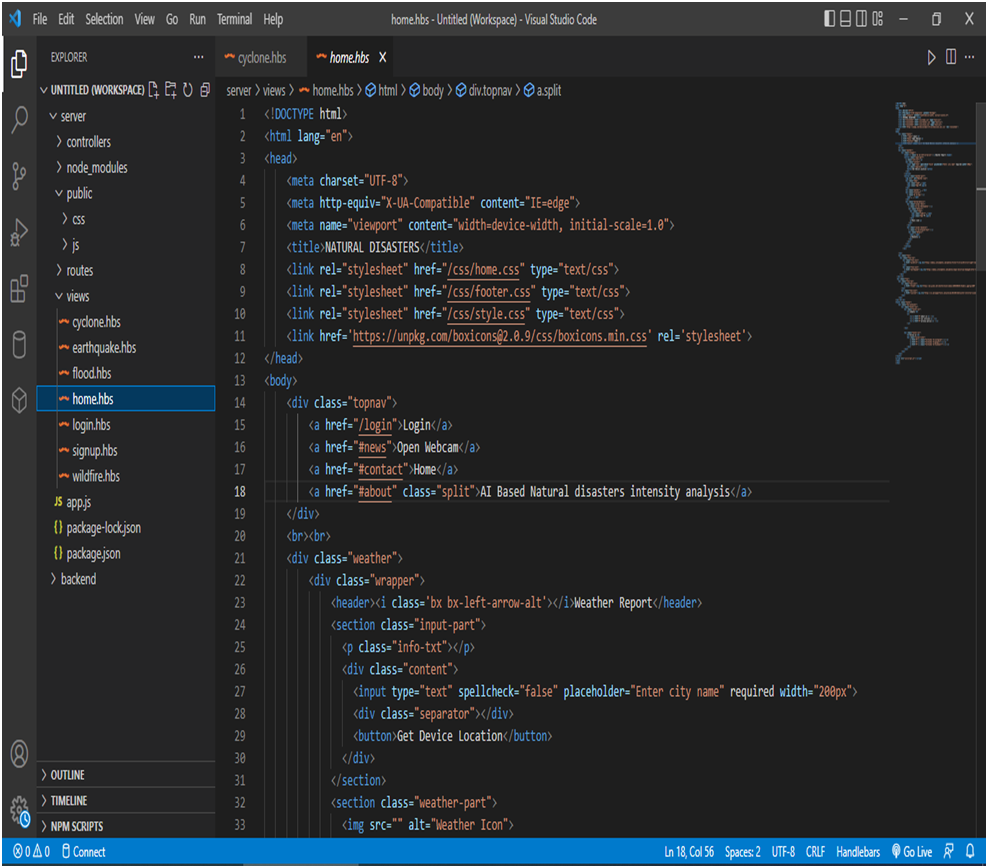 File Edit Selection View Go Run Terminal Help
home.hbs - Untitled (Workspace) - Visual Studio Code
EXPLORER
UNTITLED (WORKSPACE)
server
controllers
node_modules
public
css
js
routes
views
cyclone.hbs
earthquake.hbs
flood.hbs
home.hbs
login.hbs
signup.hbs
wildfire.hbs
JS app.js
{} package-lock.json
{} package.json
backend
OUTLINE
TIMELINE
NPM SCRIPTS
cyclone.hbs home.hbs X
server > views > home.hbs > html > body > div.topnav > a.split
1 <!DOCTYPE html>
2 <html lang="en">
3 <head>
4 <meta charset="UTF-8">
5 <meta http-equiv="X-UA-Compatible" content="IE=edge">
6 <meta name="viewport" content="width=device-width, initial-scale=1.0">
7 <title>NATURAL DISASTERS</title>
8 <link rel="stylesheet" href="/css/home.css" type="text/css">
9 <link rel="stylesheet" href="/css/footer.css" type="text/css">
10 <link rel="stylesheet" href="/css/style.css" type="text/css">
11 <link href='https://unpkg.com/boxicons@2.0.9/css/boxicons.min.css' rel='stylesheet'>
12 </head>
13 <body>
14 <div class="topnav">
15 <a href="/login">Login</a>
16 <a href="#news">Open Webcam</a>
17 <a href="#contact">Home</a>
18 <a href="#about" class="split">AI Based Natural disasters intensity analysis</a>
19 </div>
20 <br><br>
21 <div class="weather">
22 <div class="wrapper">
23 <header><i class='bx bx-left-arrow-alt'></i>Weather Report</header>
24 <section class="input-part">
25 <p class="info-txt"></p>
26 <div class="content">
27 <input type="text" spellcheck="false" placeholder="Enter city name" required width="200px">
28 <div class="separator"></div>
29 <button>Get Device Location</button>
30 </div>
31 </section>
32 <section class="weather-part">
33 <img src="" alt="Weather Icon">
0 0 Connect
Ln 18, Col 56 Spaces: 2 UTF-8 CRLF Handlebars Go Live